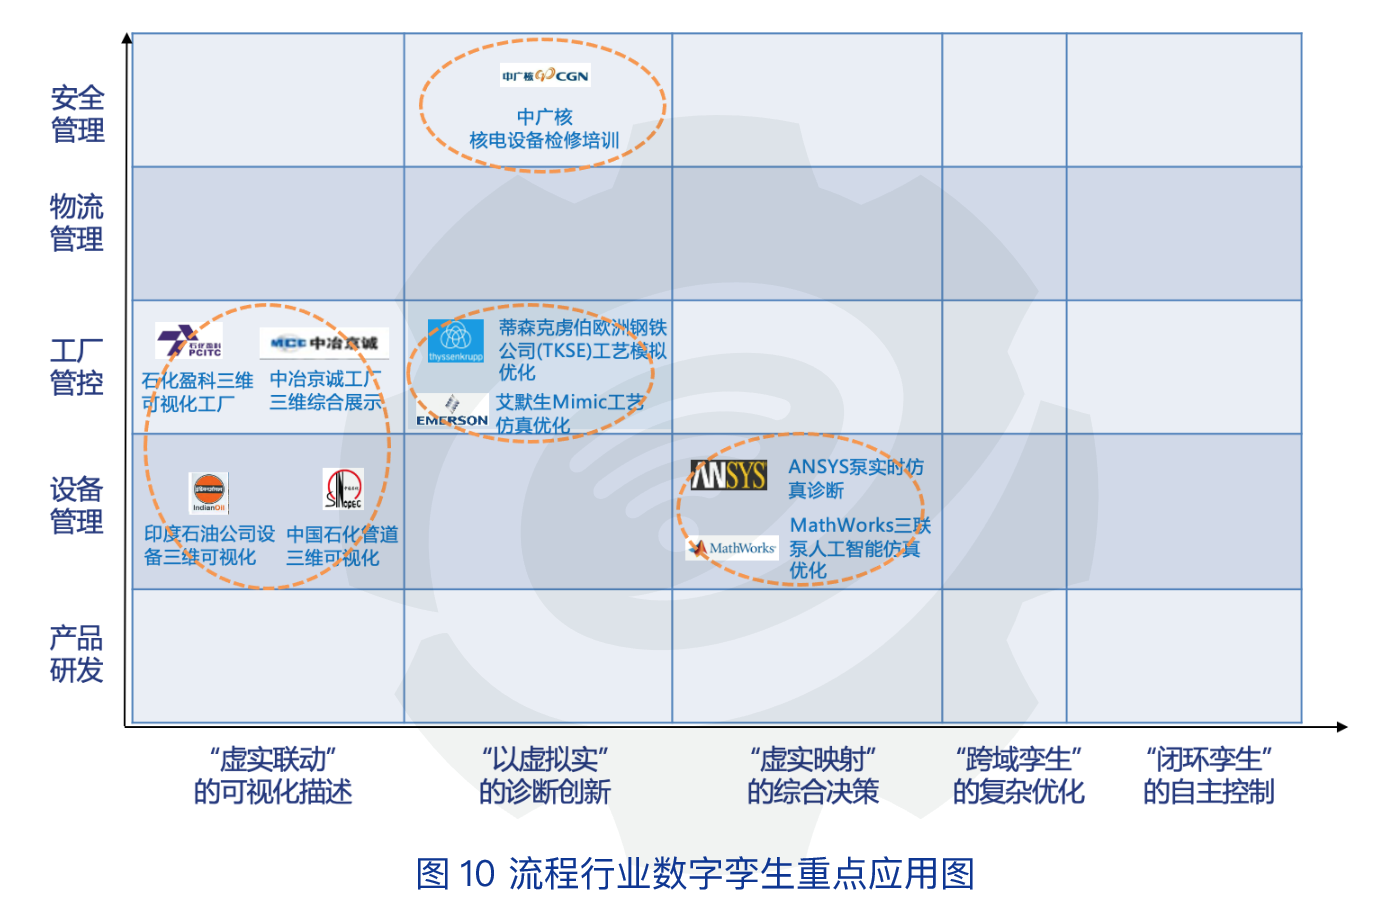 安全
管理
中广核 CGN
中广核
核电设备检修培训
物流
管理
工厂
管控
石化盈科
PCITC
石化盈科三维
可视化工厂
MCC 中冶京诚
中冶京诚工厂
三维综合展示
thyssenkrupp
蒂森克虏伯欧洲钢铁
公司(TKSE)工艺模拟
优化
EMERSON
艾默生Mimic工艺
仿真优化
设备
管理
IndianOil
印度石油公司设
备三维可视化
SINOPEC
中国石化管道
三维可视化
ANSYS
ANSYS泵实时仿
真诊断
MathWorks
MathWorks三联
泵人工智能仿真
优化
产品
研发
“虚实联动”
的可视化描述
“以虚拟实”
的诊断创新
“虚实映射”
的综合决策
“跨域孪生”
的复杂优化
“闭环孪生”
的自主控制
图 10 流程行业数字孪生重点应用图